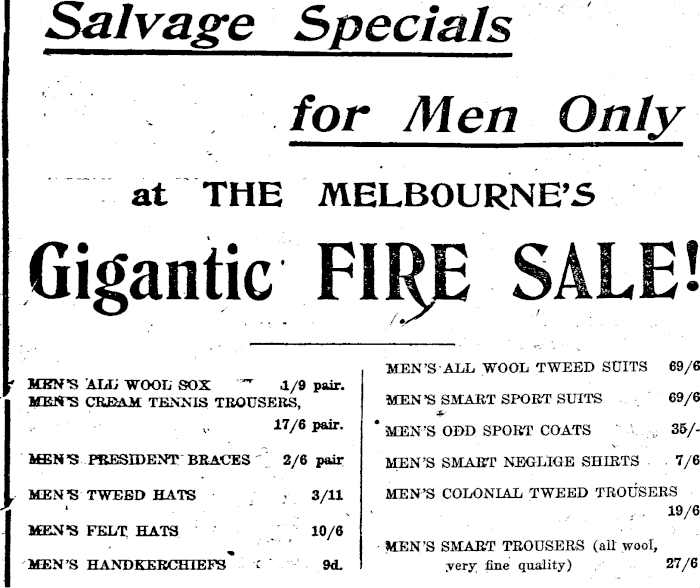 Salvage Specials
for Men Only
at THE MELBOURNE'S
Gigantic FIRE SALE!
MEN'S ALL WOOL SOX 1/9 pair.
MEN'S CREAM TENNIS TROUSERS,
17/6 pair.
MEN'S PRESIDENT BRACES 2/6 pair
MEN'S TWEED HATS 3/11
MEN'S FELT HATS 10/6
MEN'S HANDKERCHIEFS 9d.
MEN'S ALL WOOL TWEED SUITS 69/6
MEN'S SMART SPORT SUITS 69/6
MEN'S ODD SPORT COATS 35/-
MEN'S SMART NEGLIGE SHIRTS 7/6
MEN'S COLONIAL TWEED TROUSERS
19/6
MEN'S SMART TROUSERS (all wool,
very fine quality) 27/6